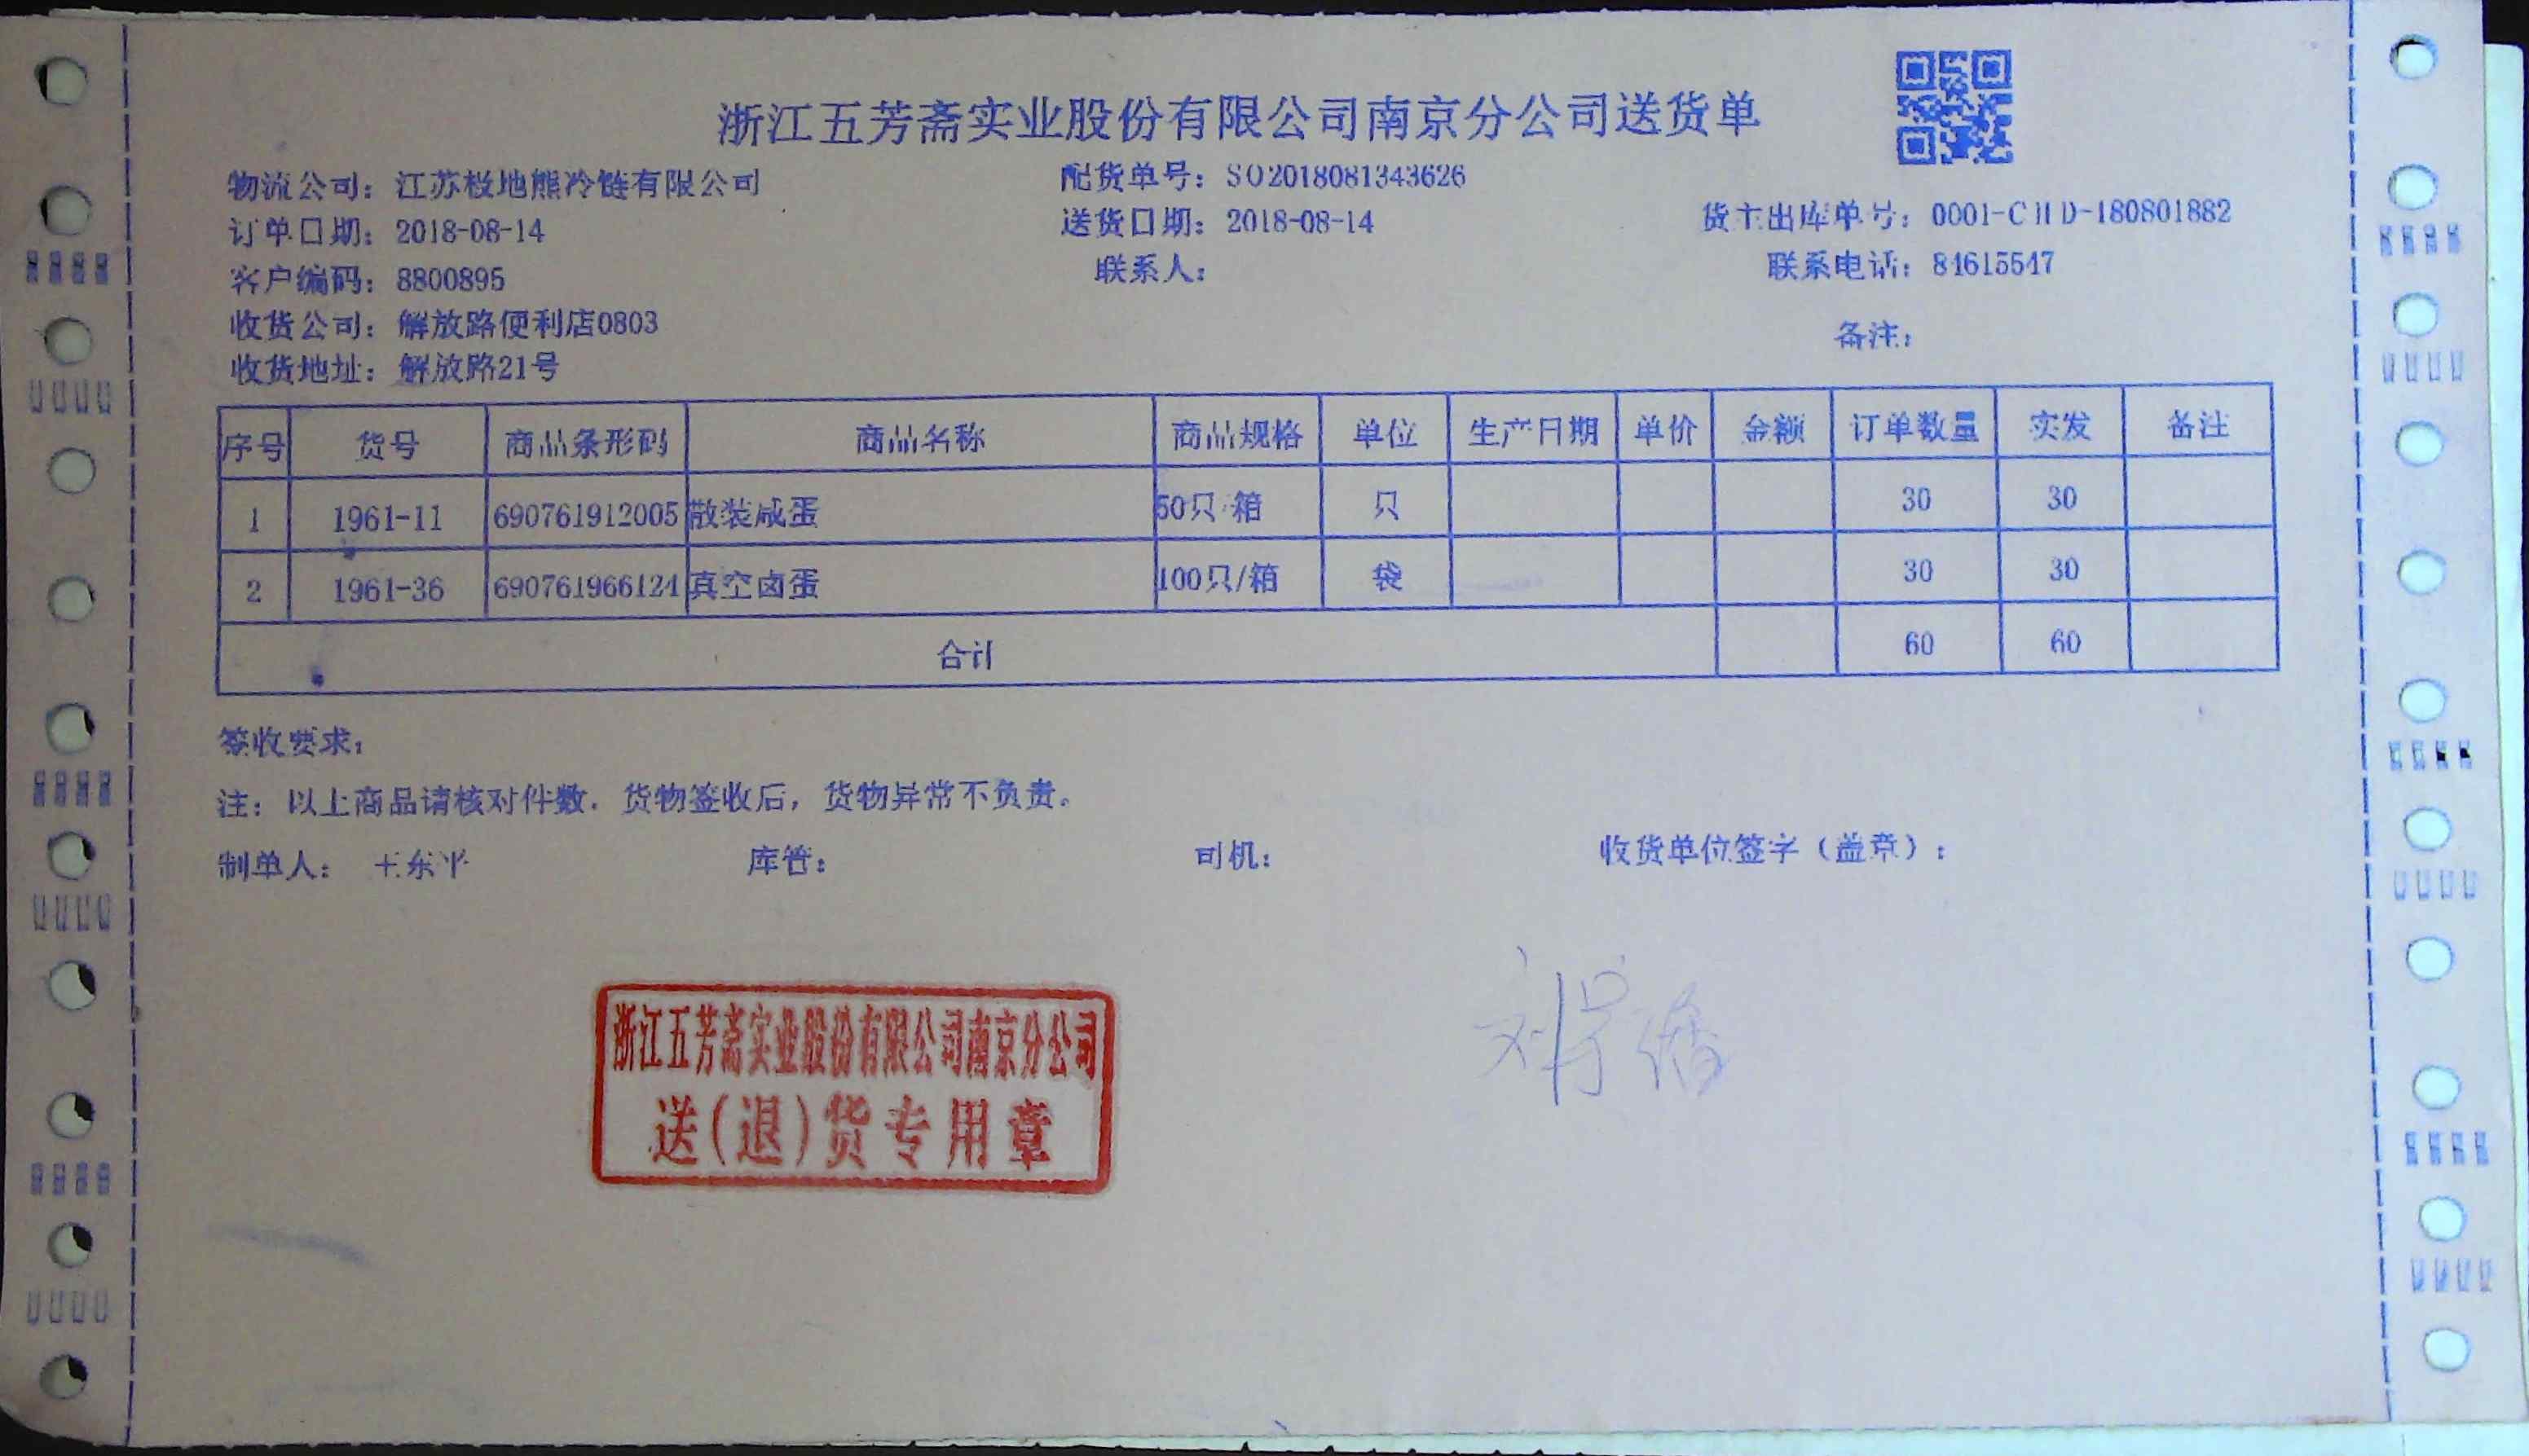 浙江五芳斋实业股份有限公司南京分公司送货单
物流公司：江苏极地熊冷链有限公司 配货单号：SO2018081343626
订单日期：2018-08-14 送货日期：2018-08-14 货主出库单号：0001-CHD-180801882
客户编码：8800895 联系人： 联系电话：84615547
收货公司：解放路便利店0803 备注：
收货地址：解放路21号
序号 货号 商品条形码 商品名称 商品规格 单位 生产日期 单价 金额 订单数量 实发 备注
1 1961-11 690761912005 散装咸蛋 50只/箱 只 30 30
2 1961-36 690761966124 真空卤蛋 100只/箱 袋 30 30
合计 60 60
签收要求：
注：以上商品请核对件数，货物签收后，货物异常不负责。
制单人： 王东平 库管： 司机： 收货单位签字（盖章）：
浙江五芳斋实业股份有限公司南京分公司
送(退)货专用章